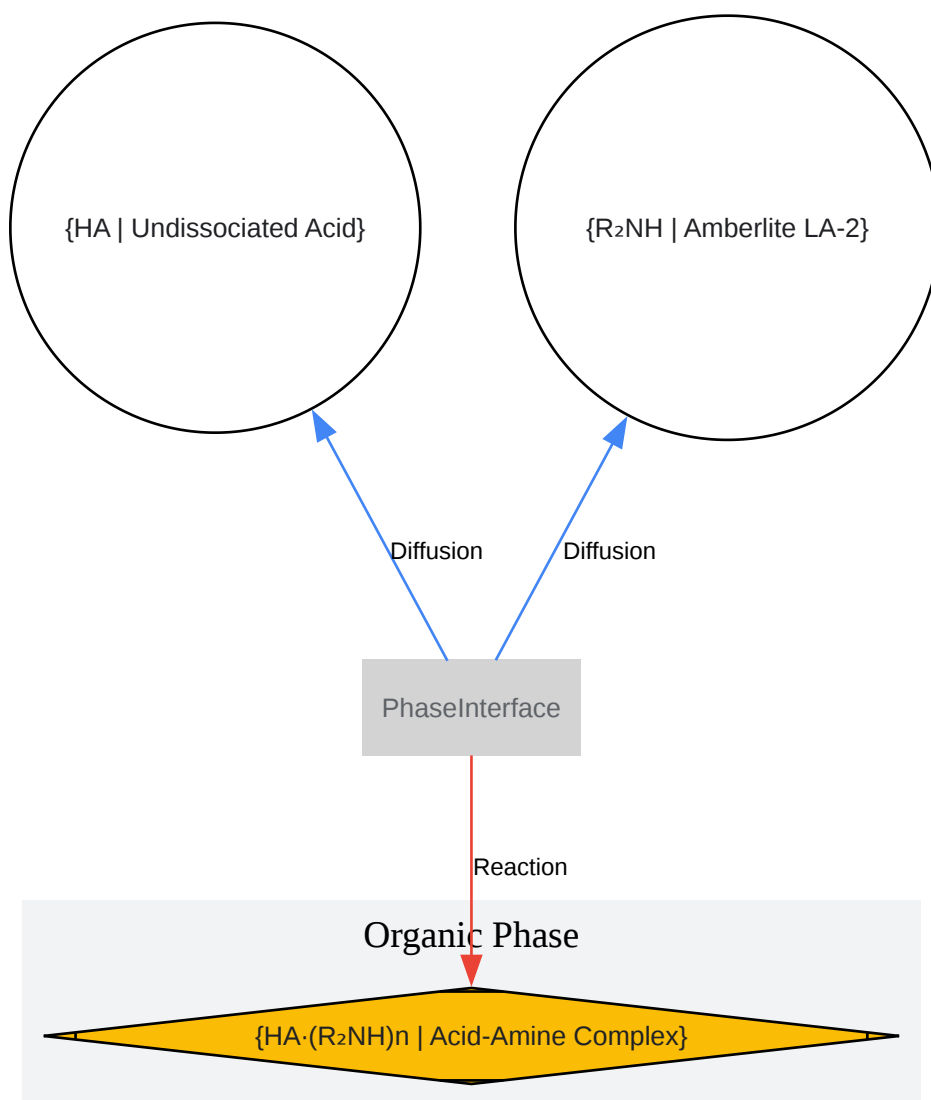 {HA | Undissociated Acid}
{R₂NH | Amberlite LA-2}
Diffusion
Diffusion
PhaseInterface
Reaction
Organic Phase
{HA·(R₂NH)n | Acid-Amine Complex}